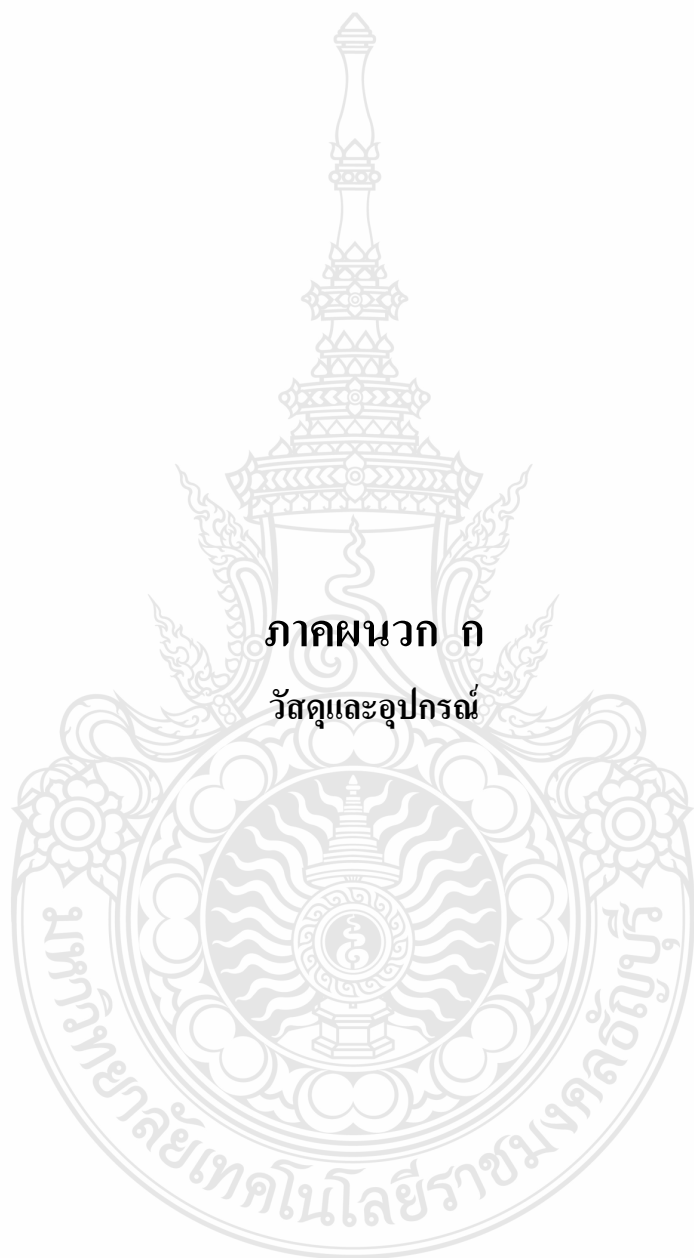 ภาคผนวก ก
วัสดุและอุปกรณ์
มหาวิทยาลัยเทคโนโลยีราชมงคลธัญบุรี